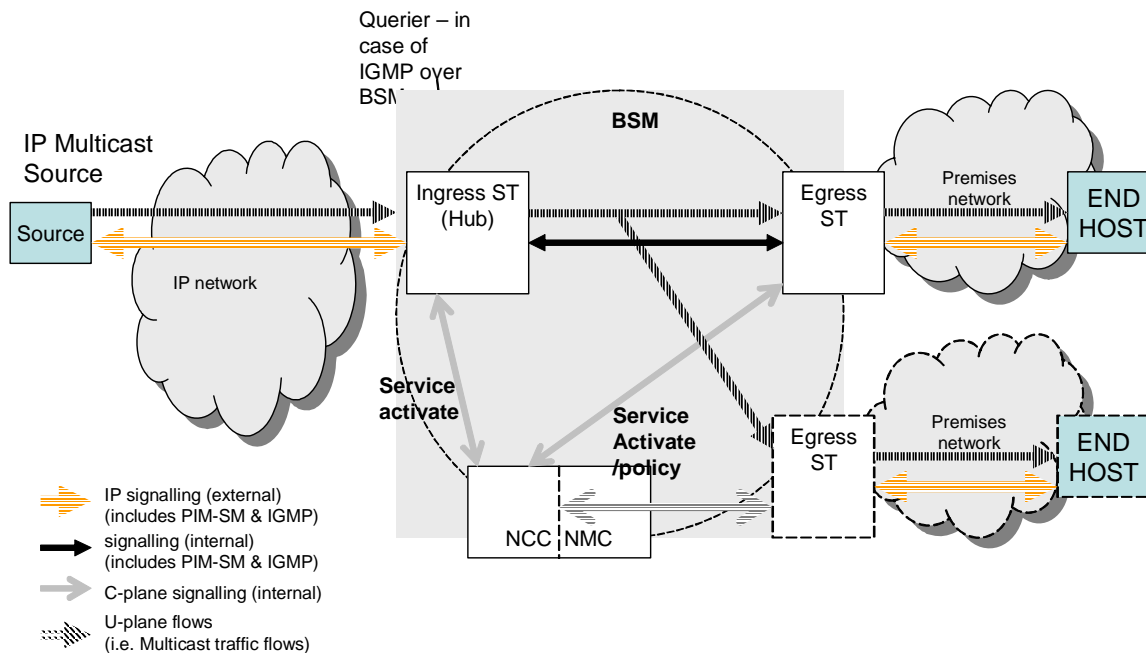 Querier – in
case of
IGMP over
BSM
BSM
IP Multicast
Source
Source
IP network
Ingress ST
(Hub)
Egress
ST
Premises
network
END
HOST
Service
activate
Service
Activate
/policy
Egress
ST
Premises
network
END
HOST
NCC
NMC
IP signalling (external)
(includes PIM-SM & IGMP)
signalling (internal)
(includes PIM-SM & IGMP)
C-plane signalling (internal)
U-plane flows
(i.e. Multicast traffic flows)